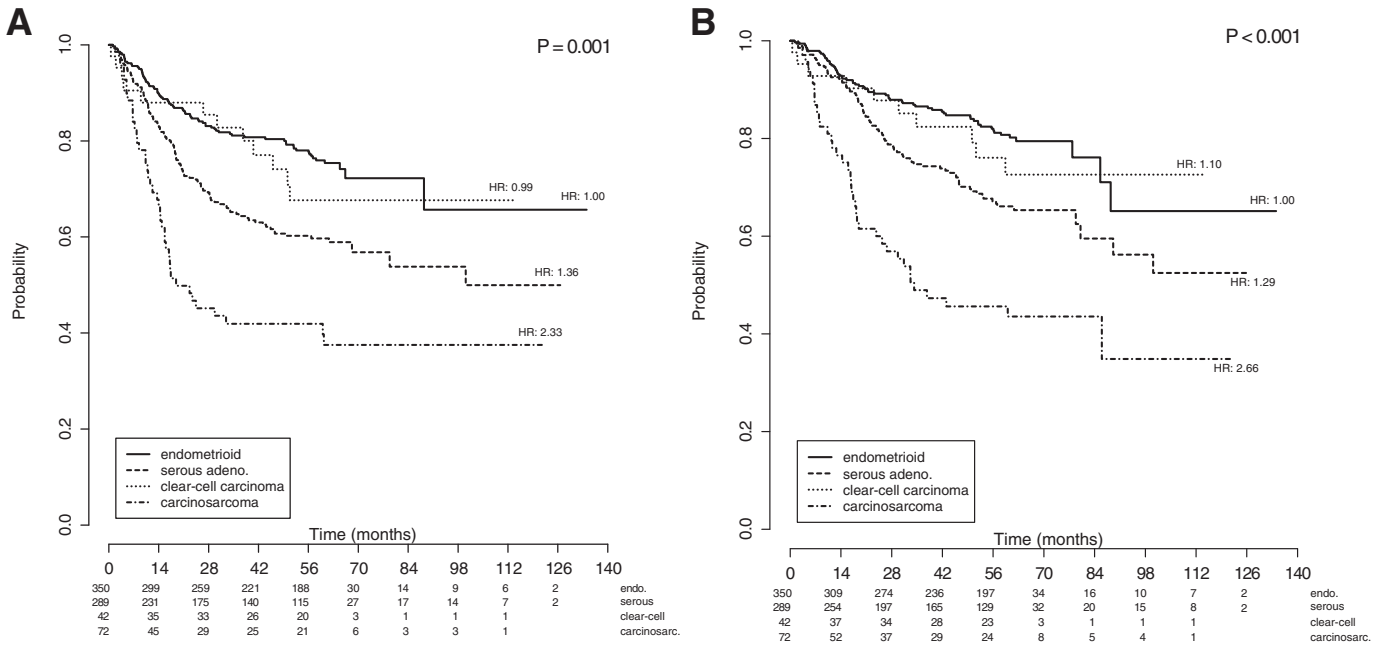 A
P = 0.001
1.0
0.8
0.6
0.4
0.2
0.0
Probability
HR: 0.99
HR: 1.00
HR: 1.36
HR: 2.33
endometrioid
serous adeno.
clear-cell carcinoma
carcinosarcoma
Time (months)
0 14 28 42 56 70 84 98 112 126 140
350 299 259 221 188 30 14 9 6 2 endo.
289 231 175 140 115 27 17 14 7 2 serous
42 35 33 26 20 3 1 1 1 clear-cell
72 45 29 25 21 6 3 3 1 carcinosarc.
B
P < 0.001
1.0
0.8
0.6
0.4
0.2
0.0
Probability
HR: 1.10
HR: 1.00
HR: 1.29
HR: 2.66
endometrioid
serous adeno.
clear-cell carcinoma
carcinosarcoma
Time (months)
0 14 28 42 56 70 84 98 112 126 140
350 309 274 236 197 34 16 10 7 2 endo.
289 254 197 165 129 32 20 15 8 2 serous
42 37 34 28 23 3 1 1 1 clear-cell
72 52 37 29 24 8 5 4 1 carcinosarc.